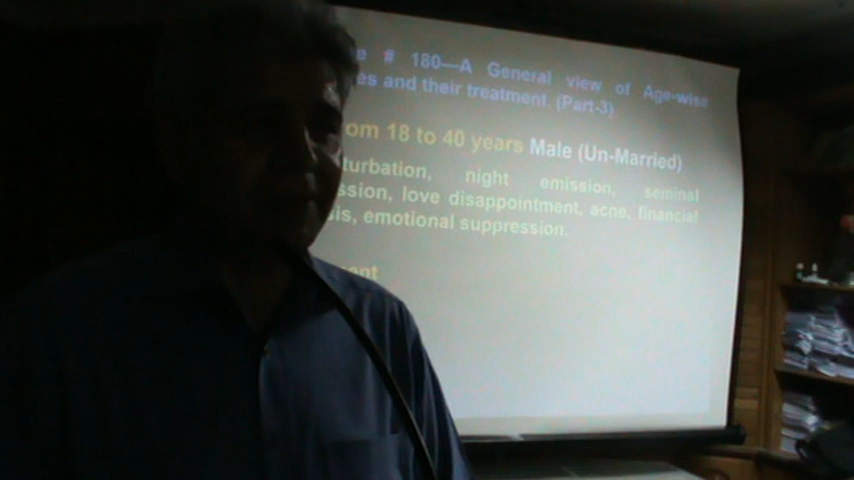 e # 180—A General view of Age-wise
es and their treatment. (Part-3)
om 18 to 40 years Male (Un-Married)
turbation, night emission, seminal
ssion, love disappointment, acne, financial
is, emotional suppression.
ent